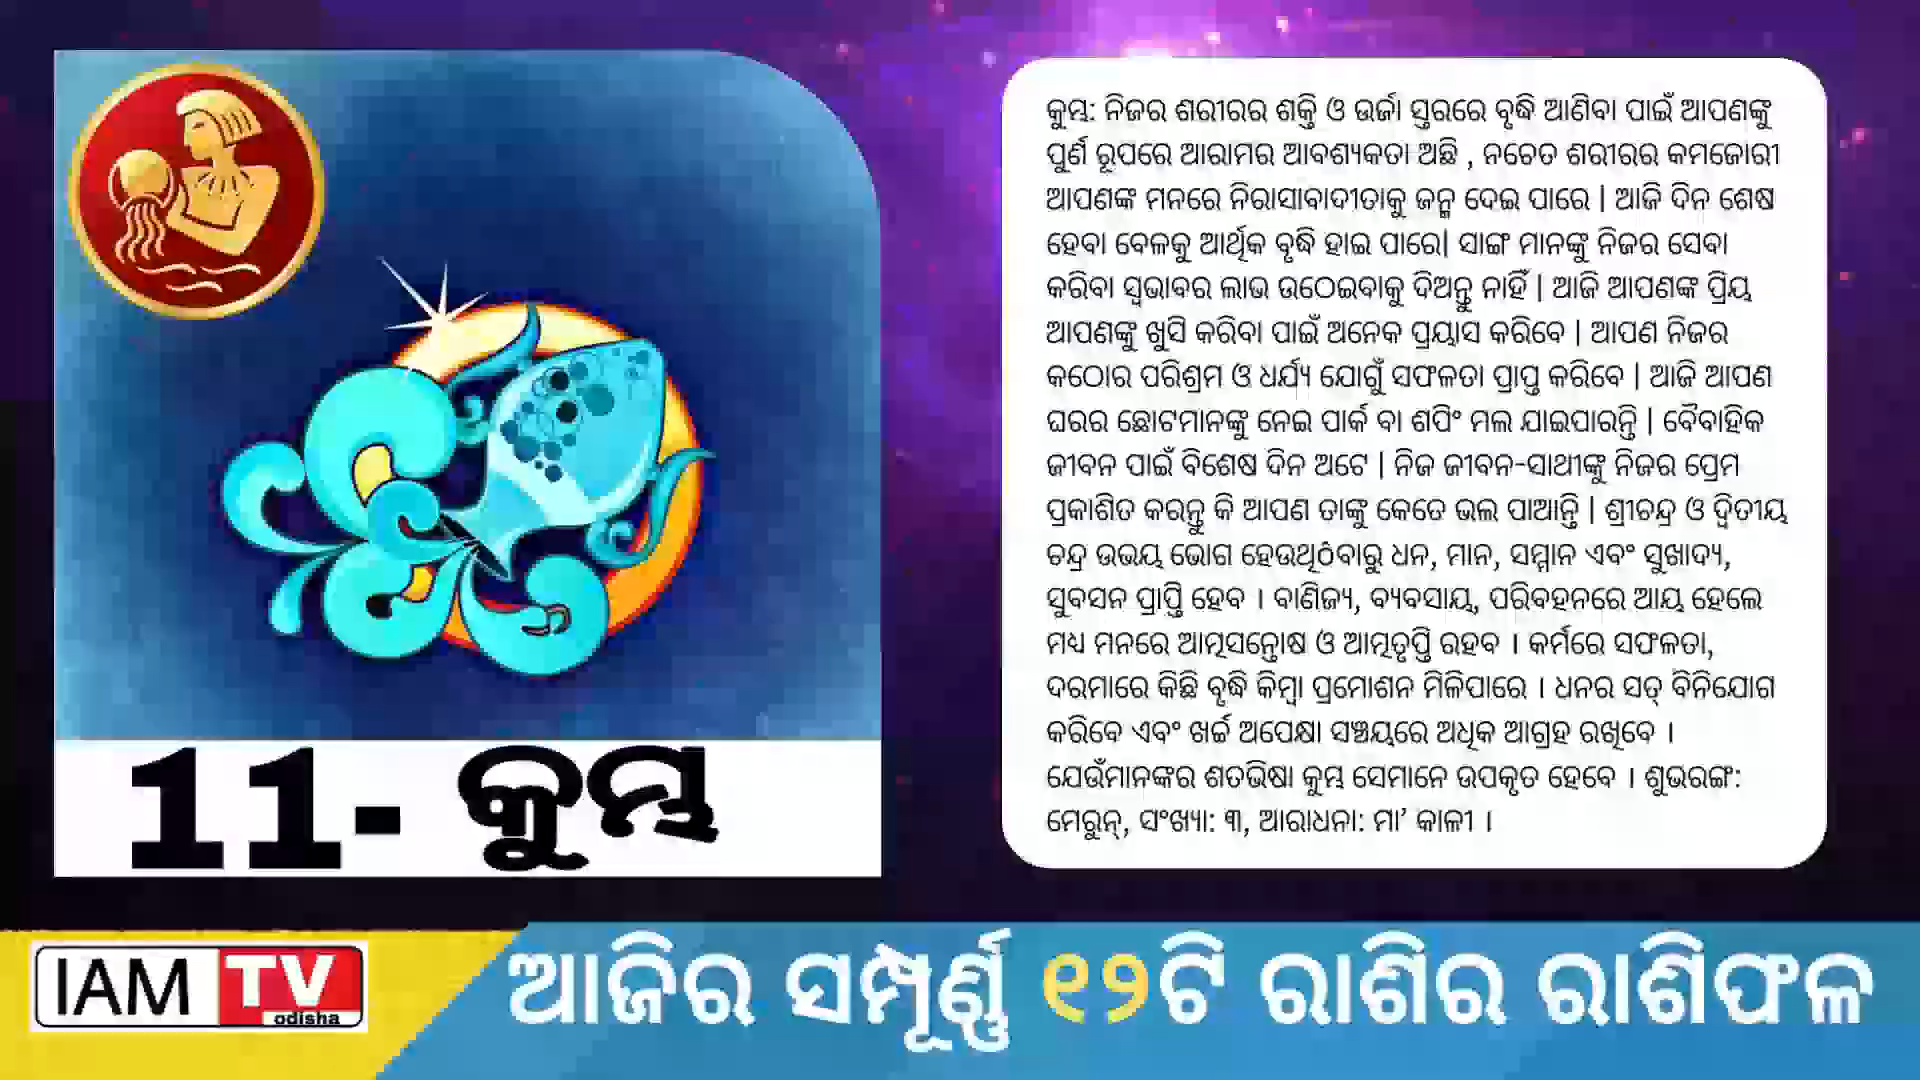 11- କୁମ୍ଭ
କୁମ୍ଭ: ନିଜର ଶରୀରର ଶକ୍ତି ଓ ଉର୍ଜା ସ୍ତରରେ ବୃଦ୍ଧି ଆଣିବା ପାଇଁ ଆପଣଙ୍କୁ
ପୁର୍ଣ ରୂପରେ ଆରାମର ଆବଶ୍ୟକତା ଅଛି , ନଚେତ ଶରୀରର କମଜୋରୀ
ଆପଣଙ୍କ ମନରେ ନିରାସାବାଦୀତାକୁ ଜନ୍ମ ଦେଇ ପାରେ | ଆଜି ଦିନ ଶେଷ
ହେବା ବେଳକୁ ଆର୍ଥିକ ବୃଦ୍ଧି ହାଇ ପାରେ| ସାଙ୍ଗ ମାନଙ୍କୁ ନିଜର ସେବା
କରିବା ସ୍ୱଭାବର ଲାଭ ଉଠେଇବାକୁ ଦିଅନ୍ତୁ ନାହିଁ | ଆଜି ଆପଣଙ୍କ ପ୍ରିୟ
ଆପଣଙ୍କୁ ଖୁସି କରିବା ପାଇଁ ଅନେକ ପ୍ରୟାସ କରିବେ | ଆପଣ ନିଜର
କଠୋର ପରିଶ୍ରମ ଓ ଧର୍ଯ୍ୟ ଯୋଗୁଁ ସଫଳତା ପ୍ରାପ୍ତ କରିବେ | ଆଜି ଆପଣ
ଘରର ଛୋଟମାନଙ୍କୁ ନେଇ ପାର୍କ ବା ଶପିଂ ମଲ ଯାଇପାରନ୍ତି | ବୈବାହିକ
ଜୀବନ ପାଇଁ ବିଶେଷ ଦିନ ଅଟେ | ନିଜ ଜୀବନ-ସାଥୀଙ୍କୁ ନିଜର ପ୍ରେମ
ପ୍ରକାଶିତ କରନ୍ତୁ କି ଆପଣ ତାଙ୍କୁ କେତେ ଭଲ ପାଆନ୍ତି | ଶ୍ରୀଚନ୍ଦ୍ର ଓ ଦ୍ୱିତୀୟ
ଚନ୍ଦ୍ର ଉଭୟ ଭୋଗ ହେଉଥିôବାରୁ ଧନ, ମାନ, ସମ୍ମାନ ଏବଂ ସୁଖାଦ୍ୟ,
ସୁବସନ ପ୍ରାପ୍ତି ହେବ । ବାଣିଜ୍ୟ, ବ୍ୟବସାୟ, ପରିବହନରେ ଆୟ ହେଲେ
ମଧ୍ୟ ମନରେ ଆତ୍ମସନ୍ତୋଷ ଓ ଆତ୍ମତୃପ୍ତି ରହବ । କର୍ମରେ ସଫଳତା,
ଦରମାରେ କିଛି ବୃଦ୍ଧି କିମ୍ବା ପ୍ରମୋଶନ ମିଳିପାରେ । ଧନର ସତ୍ ବିନିଯୋଗ
କରିବେ ଏବଂ ଖର୍ଚ୍ଚ ଅପେକ୍ଷା ସଞ୍ଚୟରେ ଅଧିକ ଆଗ୍ରହ ରଖିବେ ।
ଯେଉଁମାନଙ୍କର ଶତଭିଷା କୁମ୍ଭ ସେମାନେ ଉପକୃତ ହେବେ । ଶୁଭରଙ୍ଗ:
ମେରୁନ୍, ସଂଖ୍ୟା: ୩, ଆରାଧନା: ମା’ କାଳୀ ।
IAM TV odisha
ଆଜିର ସମ୍ପୂର୍ଣ୍ଣ ୧୨ଟି ରାଶିର ରାଶିଫଳ